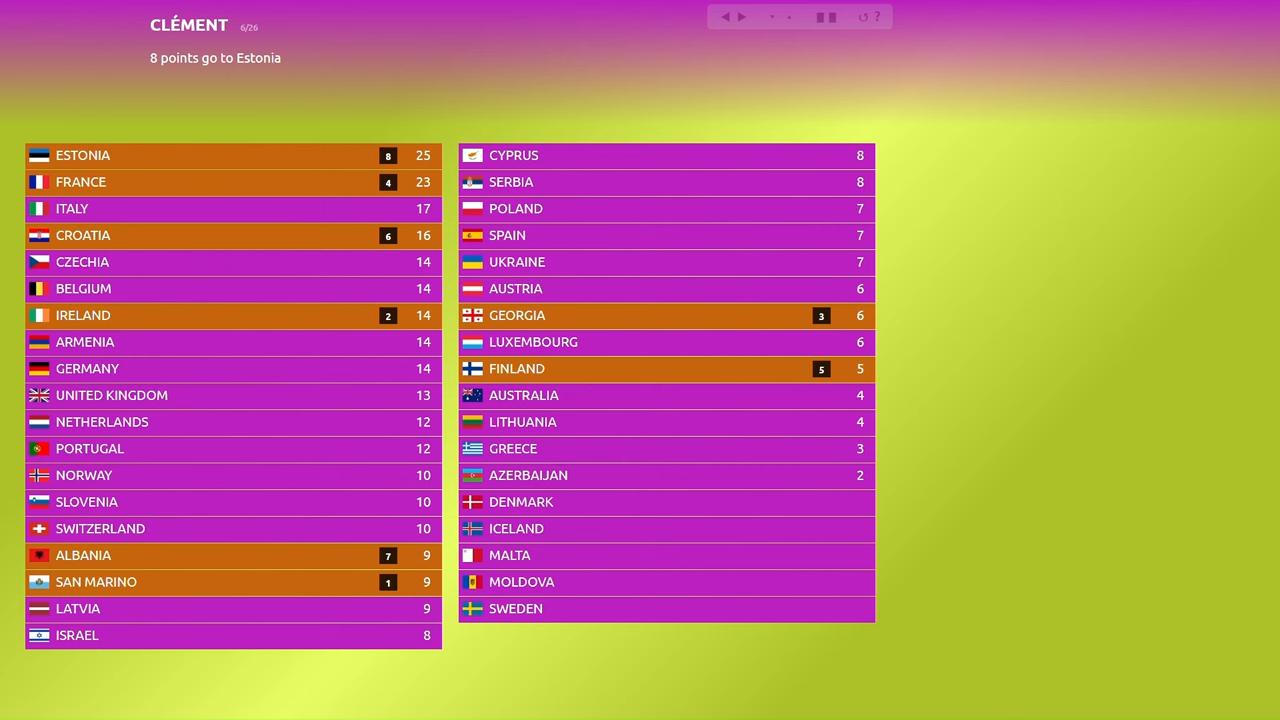 CLÉMENT 6/26
8 points go to Estonia
ESTONIA 8 25
FRANCE 4 23
ITALY 17
CROATIA 6 16
CZECHIA 14
BELGIUM 14
IRELAND 2 14
ARMENIA 14
GERMANY 14
UNITED KINGDOM 13
NETHERLANDS 12
PORTUGAL 12
NORWAY 10
SLOVENIA 10
SWITZERLAND 10
ALBANIA 7 9
SAN MARINO 1 9
LATVIA 9
ISRAEL 8
CYPRUS 8
SERBIA 8
POLAND 7
SPAIN 7
UKRAINE 7
AUSTRIA 6
GEORGIA 3 6
LUXEMBOURG 6
FINLAND 5 5
AUSTRALIA 4
LITHUANIA 4
GREECE 3
AZERBAIJAN 2
DENMARK
ICELAND
MALTA
MOLDOVA
SWEDEN